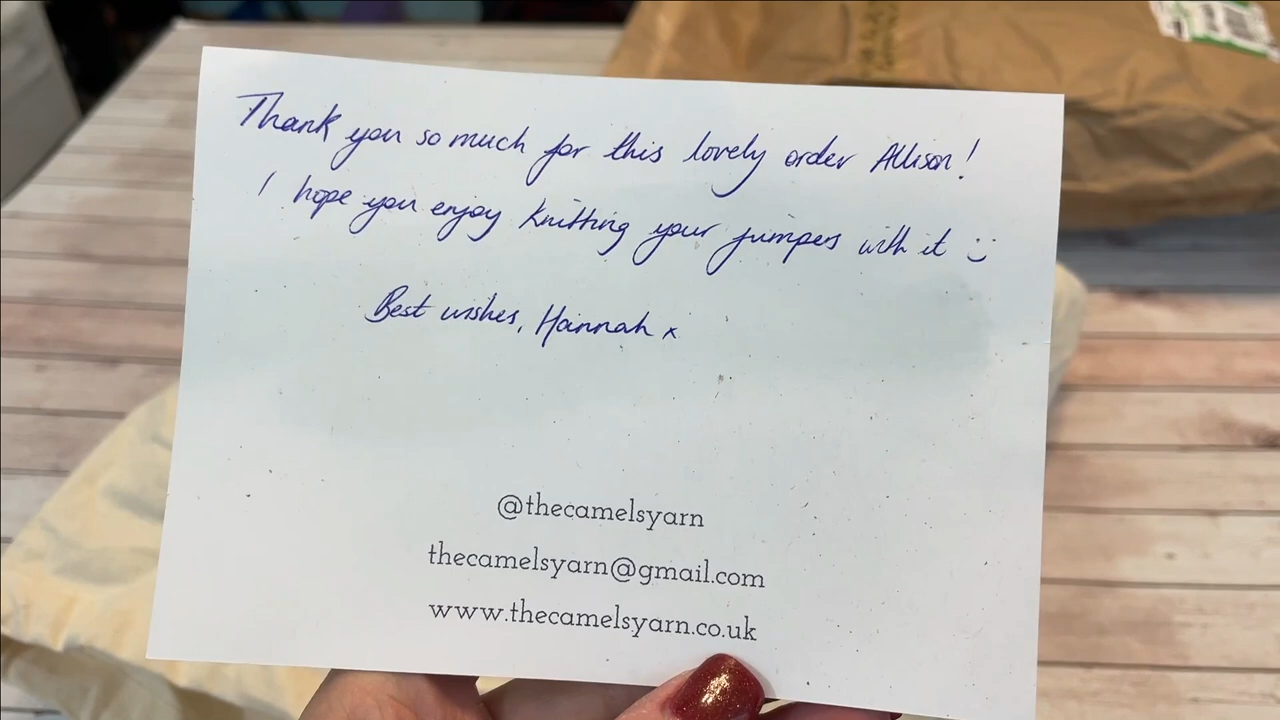 Thank you so much for this lovely order Allison!
I hope you enjoy knitting your jumpers with it :)
Best wishes, Hannah x
@thecamelsyarn
thecamelsyarn@gmail.com
www.thecamelsyarn.co.uk